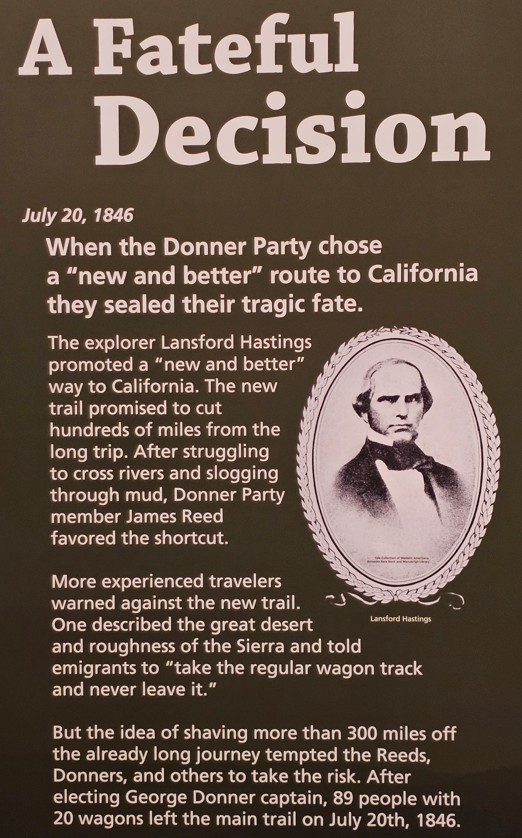 A Fateful
Decision
July 20, 1846
When the Donner Party chose
a “new and better” route to California
they sealed their tragic fate.
The explorer Lansford Hastings
promoted a “new and better”
way to California. The new
trail promised to cut
hundreds of miles from the
long trip. After struggling
to cross rivers and slogging
through mud, Donner Party
member James Reed
favored the shortcut.
Lansford Hastings
More experienced travelers
warned against the new trail.
One described the great desert
and roughness of the Sierra and told
emigrants to “take the regular wagon track
and never leave it.”
But the idea of shaving more than 300 miles off
the already long journey tempted the Reeds,
Donners, and others to take the risk. After
electing George Donner captain, 89 people with
20 wagons left the main trail on July 20th, 1846.